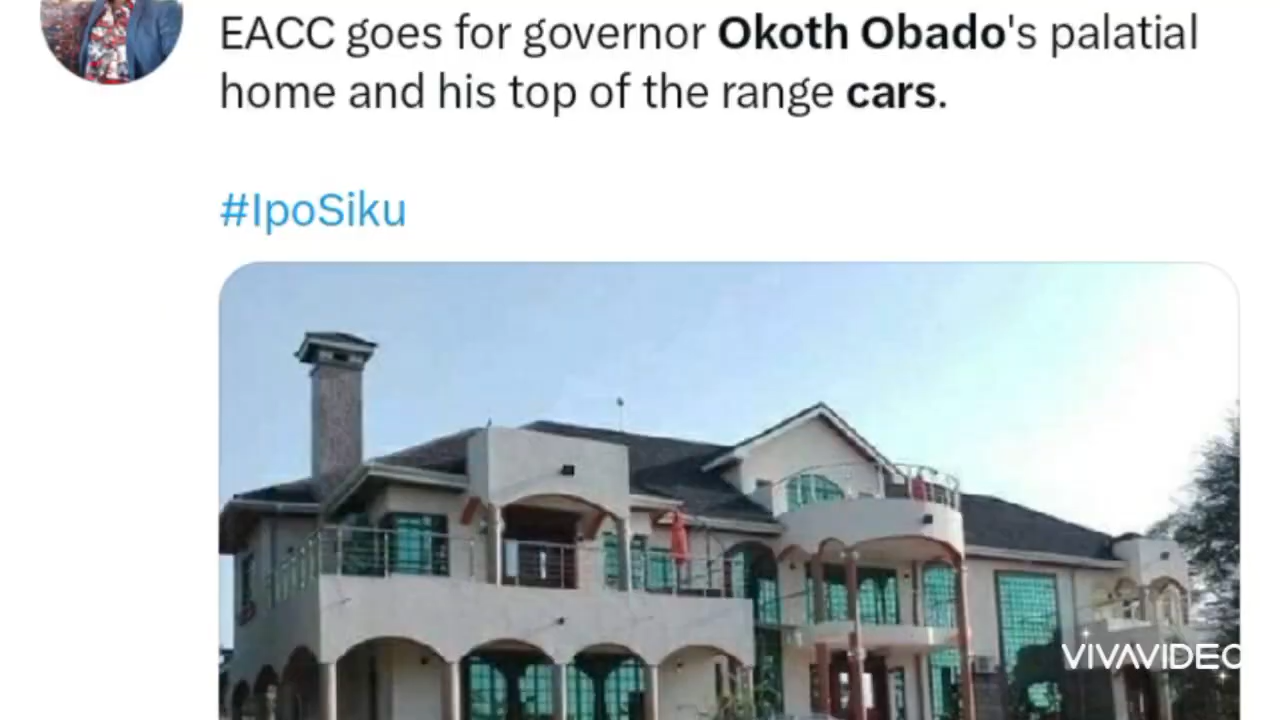 EACC goes for governor Okoth Obado's palatial
home and his top of the range cars.
#IpoSiku
VIVAVIDEO